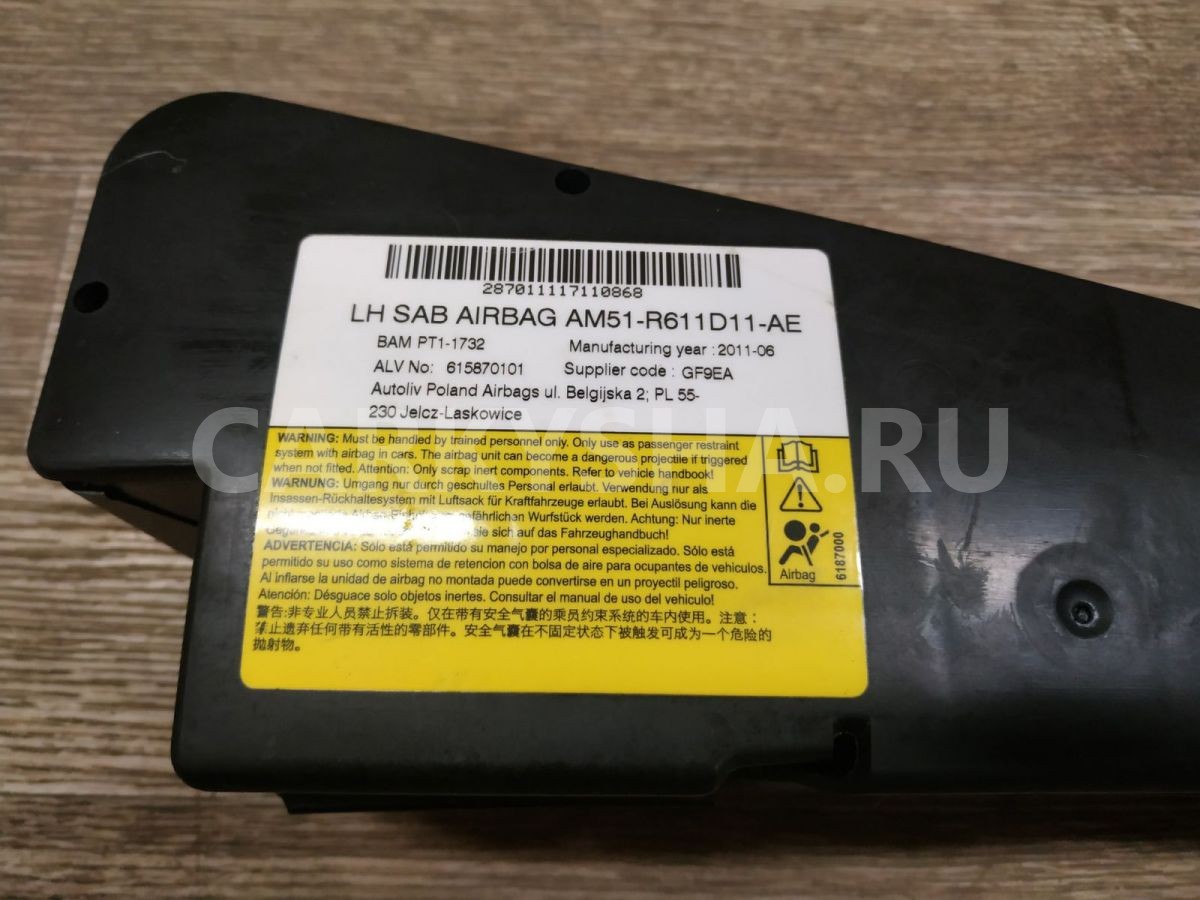 287011117110868
LH SAB AIRBAG AM51-R611D11-AE
BAM PT1-1732 Manufacturing year : 2011-06
ALV No: 615870101 Supplier code : GF9EA
Autoliv Poland Airbags ul. Belgijska 2; PL 55-
230 Jelcz-Laskowice
CARKYSHA.RU
WARNING: Must be handled by trained personnel only. Only use as passenger restraint
system with airbag in cars. The airbag unit can become a dangerous projectile if triggered
when not fitted. Attention: Only scrap inert components. Refer to vehicle handbook!
WARNUNG: Umgang nur durch geschultes Personal erlaubt. Verwendung nur als
Insassen-Rückhaltesystem mit Luftsack für Kraftfahrzeuge erlaubt. Bei Auslösung kann die
gefährlichen Wurfstück werden. Achtung: Nur inerte
sie sich auf das Fahrzeughandbuch!
ADVERTENCIA: Sólo está permitido su manejo por personal especializado. Sólo está
permitido su uso como sistema de retencion con bolsa de aire para ocupantes de vehiculos.
Al inflarse la unidad de airbag no montada puede convertirse en un proyectil peligroso.
Atención: Désguace solo objetos inertes. Consultar el manual de uso del vehiculo!
警告:非专业人员禁止拆装。仅在带有安全气囊的乘员约束系统的车内使用。注意：
禁止遗弃任何带有活性的零部件。安全气囊在不固定状态下被触发可成为一个危险的
抛射物。
Airbag
6187000